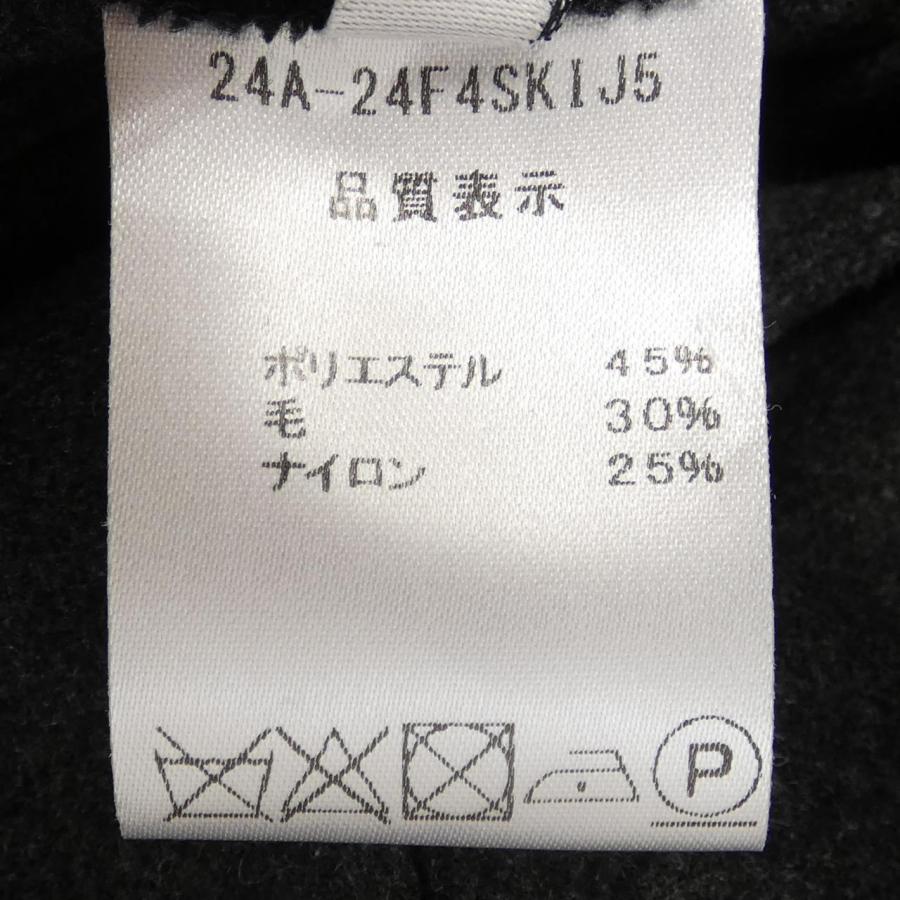 24A-24F4SKIJ5
品質表示
ポリエステル 45%
毛 30%
ナイロン 25%
P